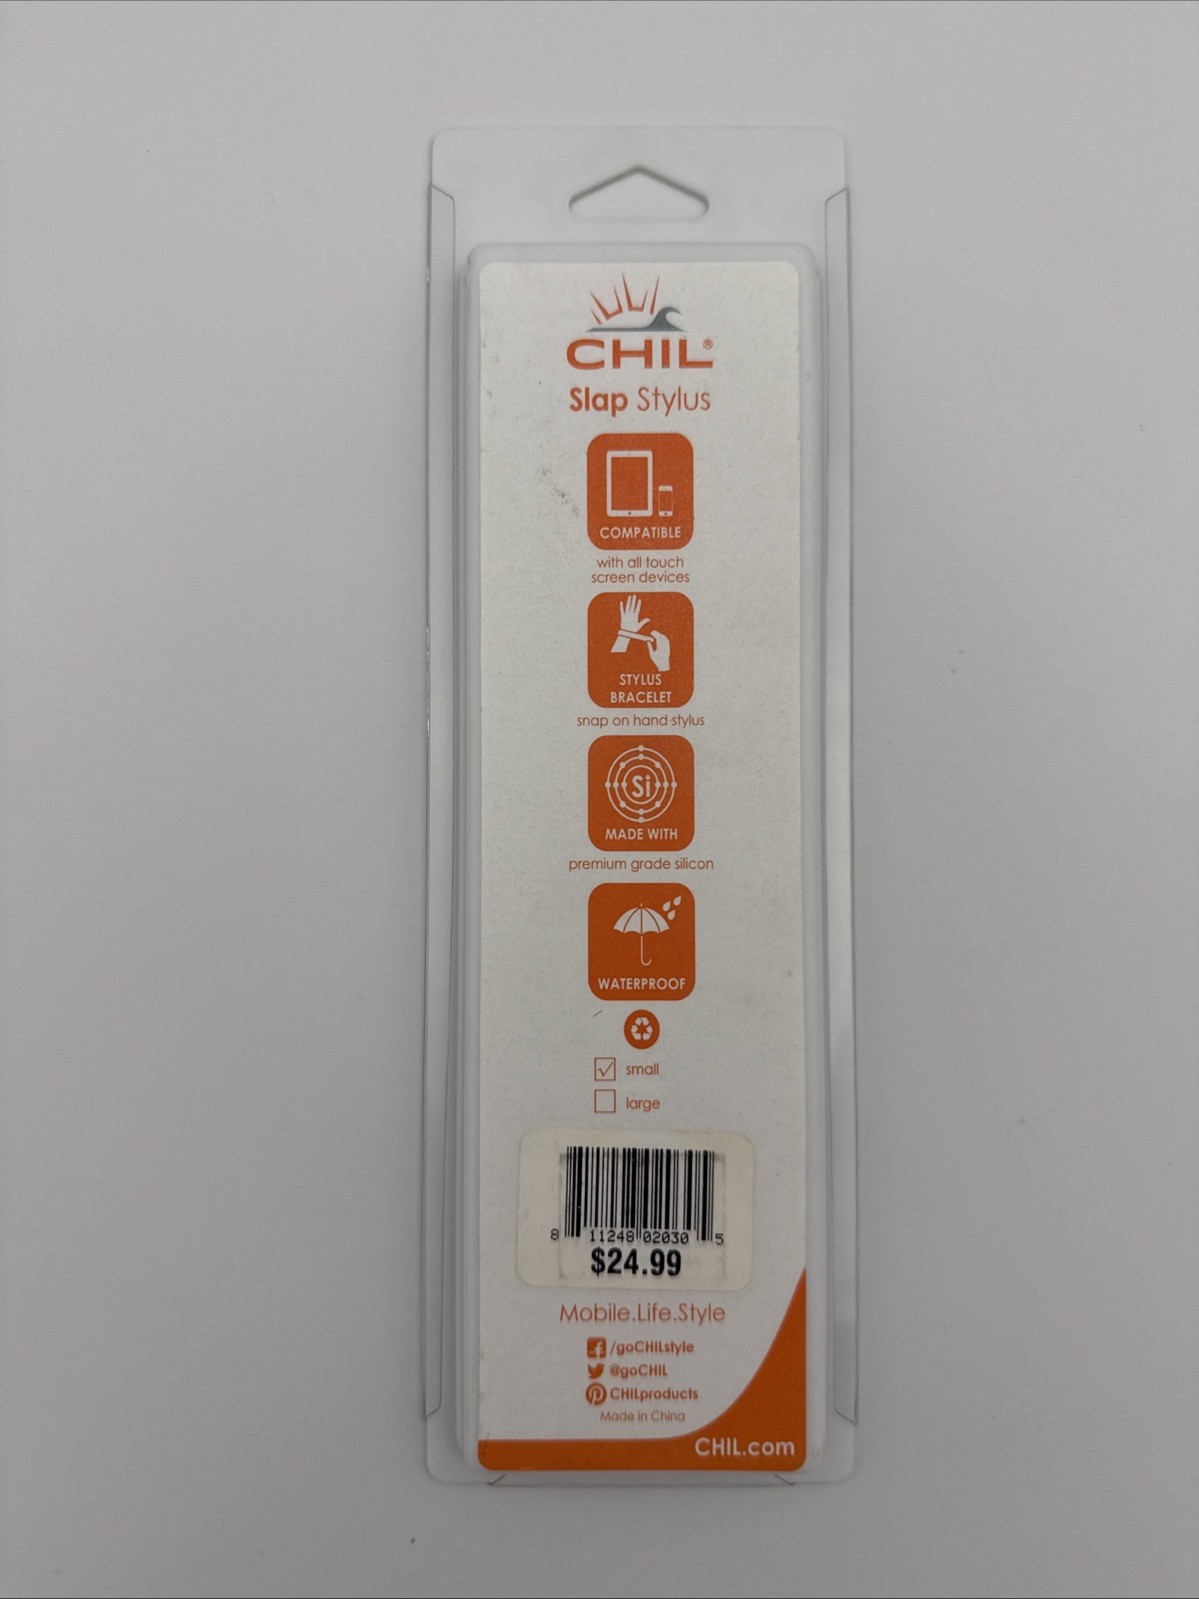 CHIL®
Slap Stylus
COMPATIBLE
with all touch
screen devices
STYLUS
BRACELET
snap on hand stylus
Si
MADE WITH
premium grade silicon
WATERPROOF
small
large
8 11248 02030 5
$24.99
Mobile.Life.Style
/goCHILstyle
@goCHIL
CHILproducts
Made in China
CHIL.com